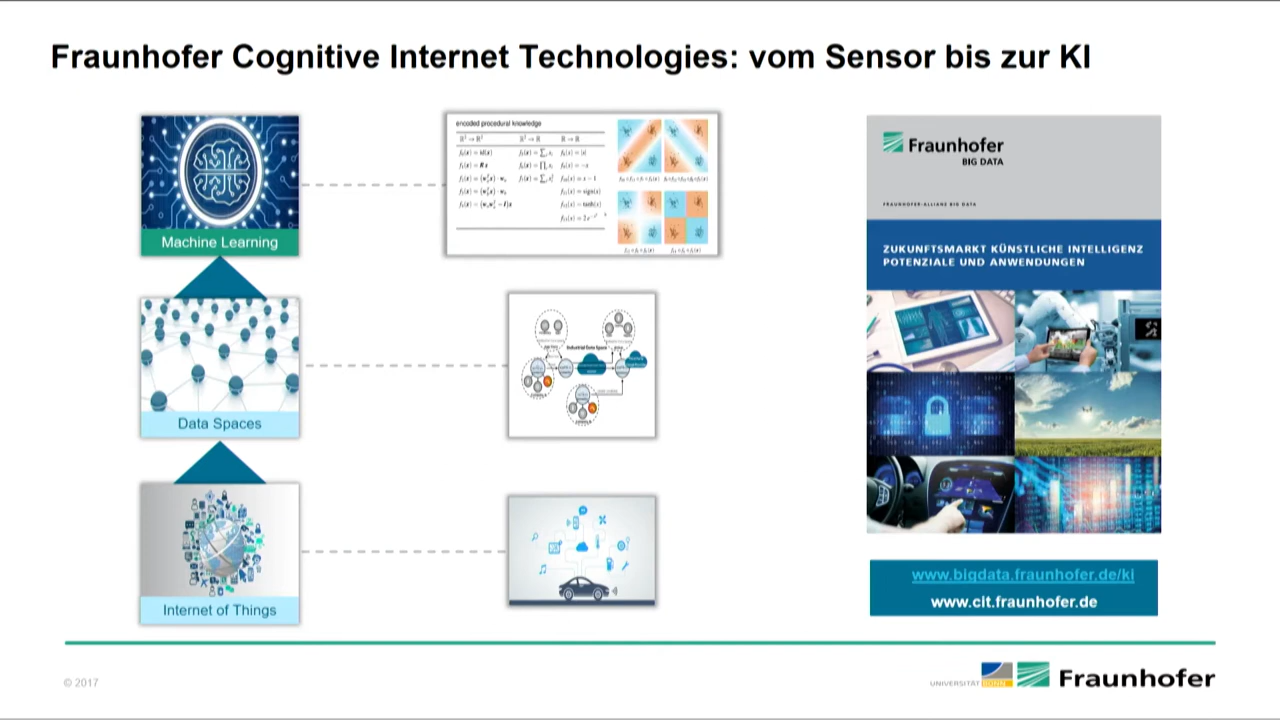 Fraunhofer Cognitive Internet Technologies: vom Sensor bis zur KI
Machine Learning
encoded procedural knowledge
Data Spaces
Industrial Data Space
Internet of Things
Fraunhofer
BIG DATA
FRAUNHOFER-ALLIANZ BIG DATA
ZUKUNFTSMARKT KÜNSTLICHE INTELLIGENZ
POTENZIALE UND ANWENDUNGEN
www.bigdata.fraunhofer.de/ki
www.cit.fraunhofer.de
© 2017
UNIVERSITÄT BONN
Fraunhofer